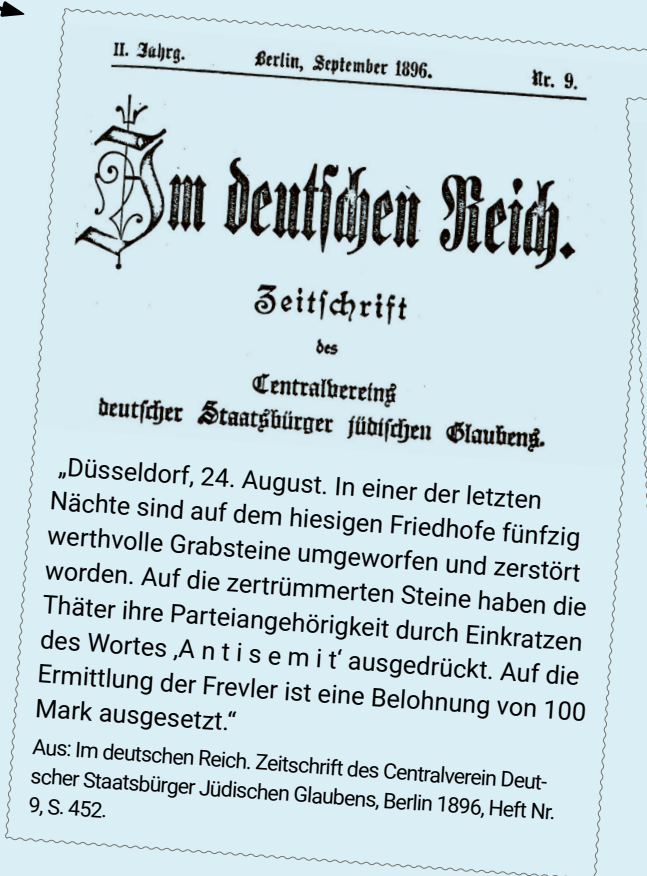 II. Jahrg. Berlin, September 1896. Nr. 9.
Im deutschen Reich.
Zeitschrift
des
Centralvereins
deutscher Staatsbürger jüdischen Glaubens.
„Düsseldorf, 24. August. In einer der letzten
Nächte sind auf dem hiesigen Friedhofe fünfzig
werthvolle Grabsteine umgeworfen und zerstört
worden. Auf die zertrümmerten Steine haben die
Thäter ihre Parteiangehörigkeit durch Einkratzen
des Wortes ‚A n t i s e m i t‘ ausgedrückt. Auf die
Ermittlung der Frevler ist eine Belohnung von 100
Mark ausgesetzt.“
Aus: Im deutschen Reich. Zeitschrift des Centralverein Deut-
scher Staatsbürger Jüdischen Glaubens, Berlin 1896, Heft Nr.
9, S. 452.